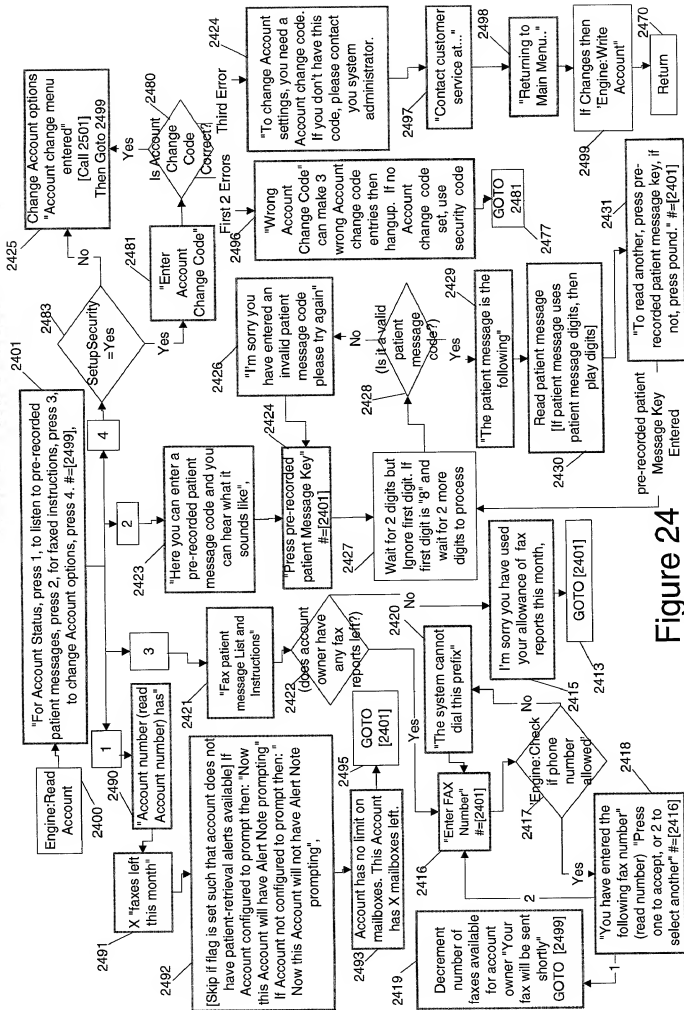 2401
"For Account Status, press 1, to listen to pre-recorded
patient messages, press 2, for faxed instructions, press 3,
to change Account options, press 4. #=[2499],
Engine:Read
Account
2400
1
3
2
4
2490
"Account number (read
Account number) has"
2491
X "faxes left
this month"
2492
[Skip if flag is set such that account does not
have patient-retrieval alerts available] If
Account configured to prompt then: "Now
this Account will have Alert Note prompting"
If Account not configured to prompt then: "
Now this Account will not have Alert Note
prompting",
2493
Account has no limit on
mailboxes. This Account
has X mailboxes left.
2495
GOTO
[2401]
2421
"Fax patient
message List and
Instructions"
2422
(does account
owner have
any fax
reports left?)
No
2420
"The system cannot
dial this prefix"
2416
"Enter FAX
Number"
#=[2401]
2417
'Engine:Check
if phone
number
allowed'
No
Yes
2418
"You have entered the
following fax number"
(read number) "Press
one to accept, or 2 to
select another" #=[2416]
2
1
2419
Decrement
number of
faxes available
for account
owner "Your
fax will be sent
shortly"
GOTO [2499]
2415
I'm sorry you have used
your allowance of fax
reports this month,
2413
GOTO [2401]
2423
"Here you can enter a
pre-recorded patient
message code and you
can hear what it
sounds like",
2424
"Press pre-recorded
patient Message Key"
#=[2401]
2426
"I'm sorry you
have entered an
invalid patient
message code
please try again"
2427
Wait for 2 digits but
Ignore first digit. If
first digit is "8" and
wait for 2 more
digits to process
2428
(Is it a valid
patient
message
code?)
No
Yes
2429
"The patient message is the
following"
2430
Read patient message
[If patient message uses
patient message digits, then
play digits]
2431
"To read another, press pre-
recorded patient message key, if
not, press pound." #=[2401]
pre-recorded patient
Message Key
Entered
2483
SetupSecurity
=Yes
No
Yes
2425
Change Account options
"Account change menu
entered"
[Call 2501]
Then Goto 2499
2481
"Enter
Account
Change Code"
2480
Is Account
Change
Code
Correct?
Yes
First 2 Errors
Third Error
2496
"Wrong
Account
Change Code"
can make 3
wrong Account
change code
entries then
hangup. If no
Account
change code
set, use
security code
GOTO
2481
2477
2424
"To change Account
settings, you need a
Account change code.
If you don't have this
code, please contact
you system
administrator.
2497
"Contact customer
service at..."
2498
"Returning to
Main Menu.."
2499
If Changes then
'Engine:Write
Account'
2470
Return
Figure 24